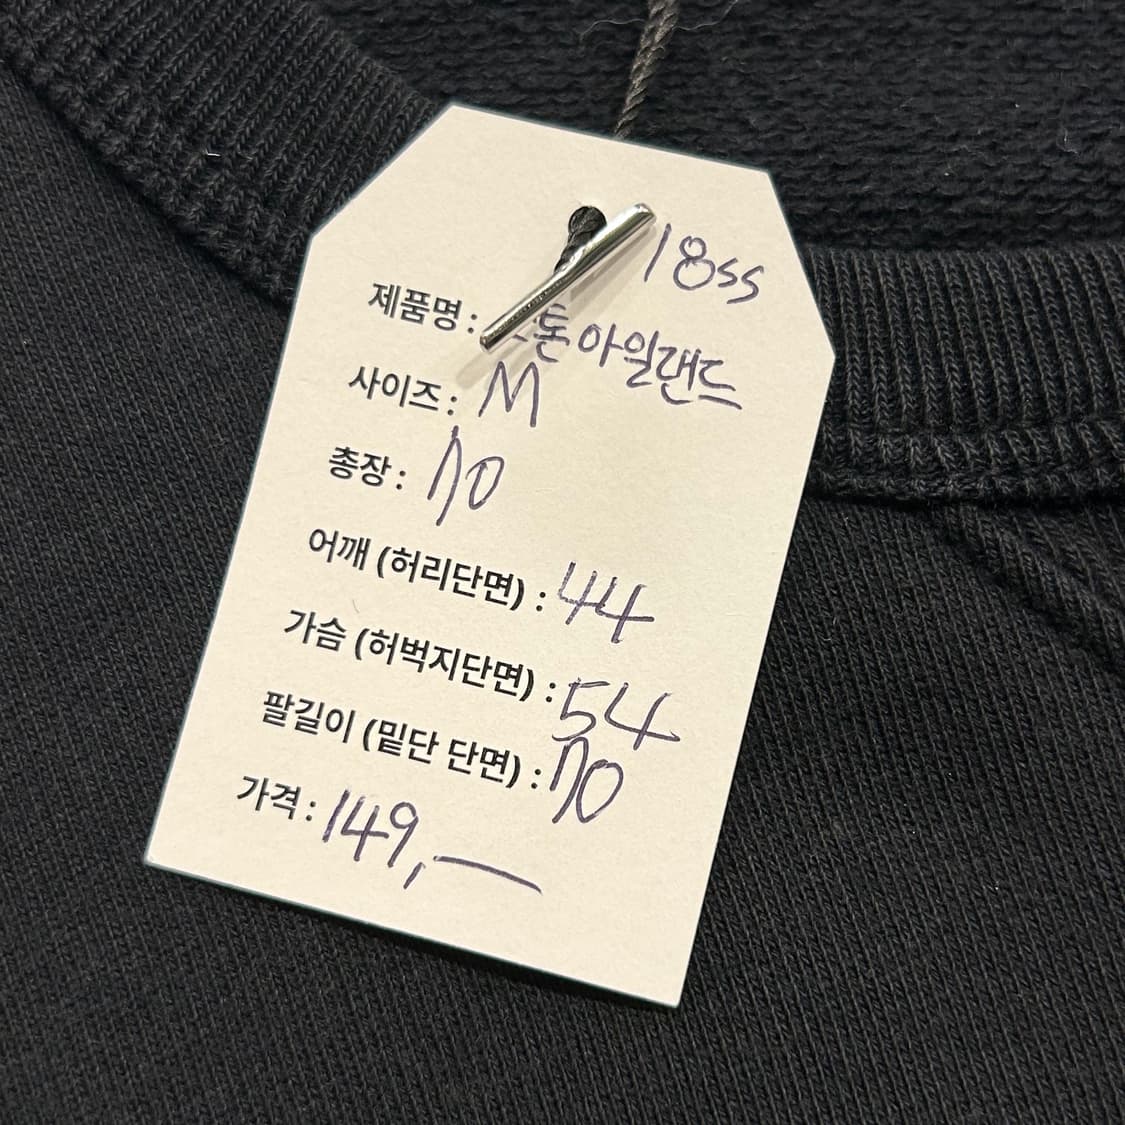 18ss
제품명 : 톤아일랜드
사이즈 : M
총장 : 70
어깨 (허리단면) : 44
가슴 (허벅지단면) : 54
팔길이 (밑단 단면) : 70
가격 : 149,—